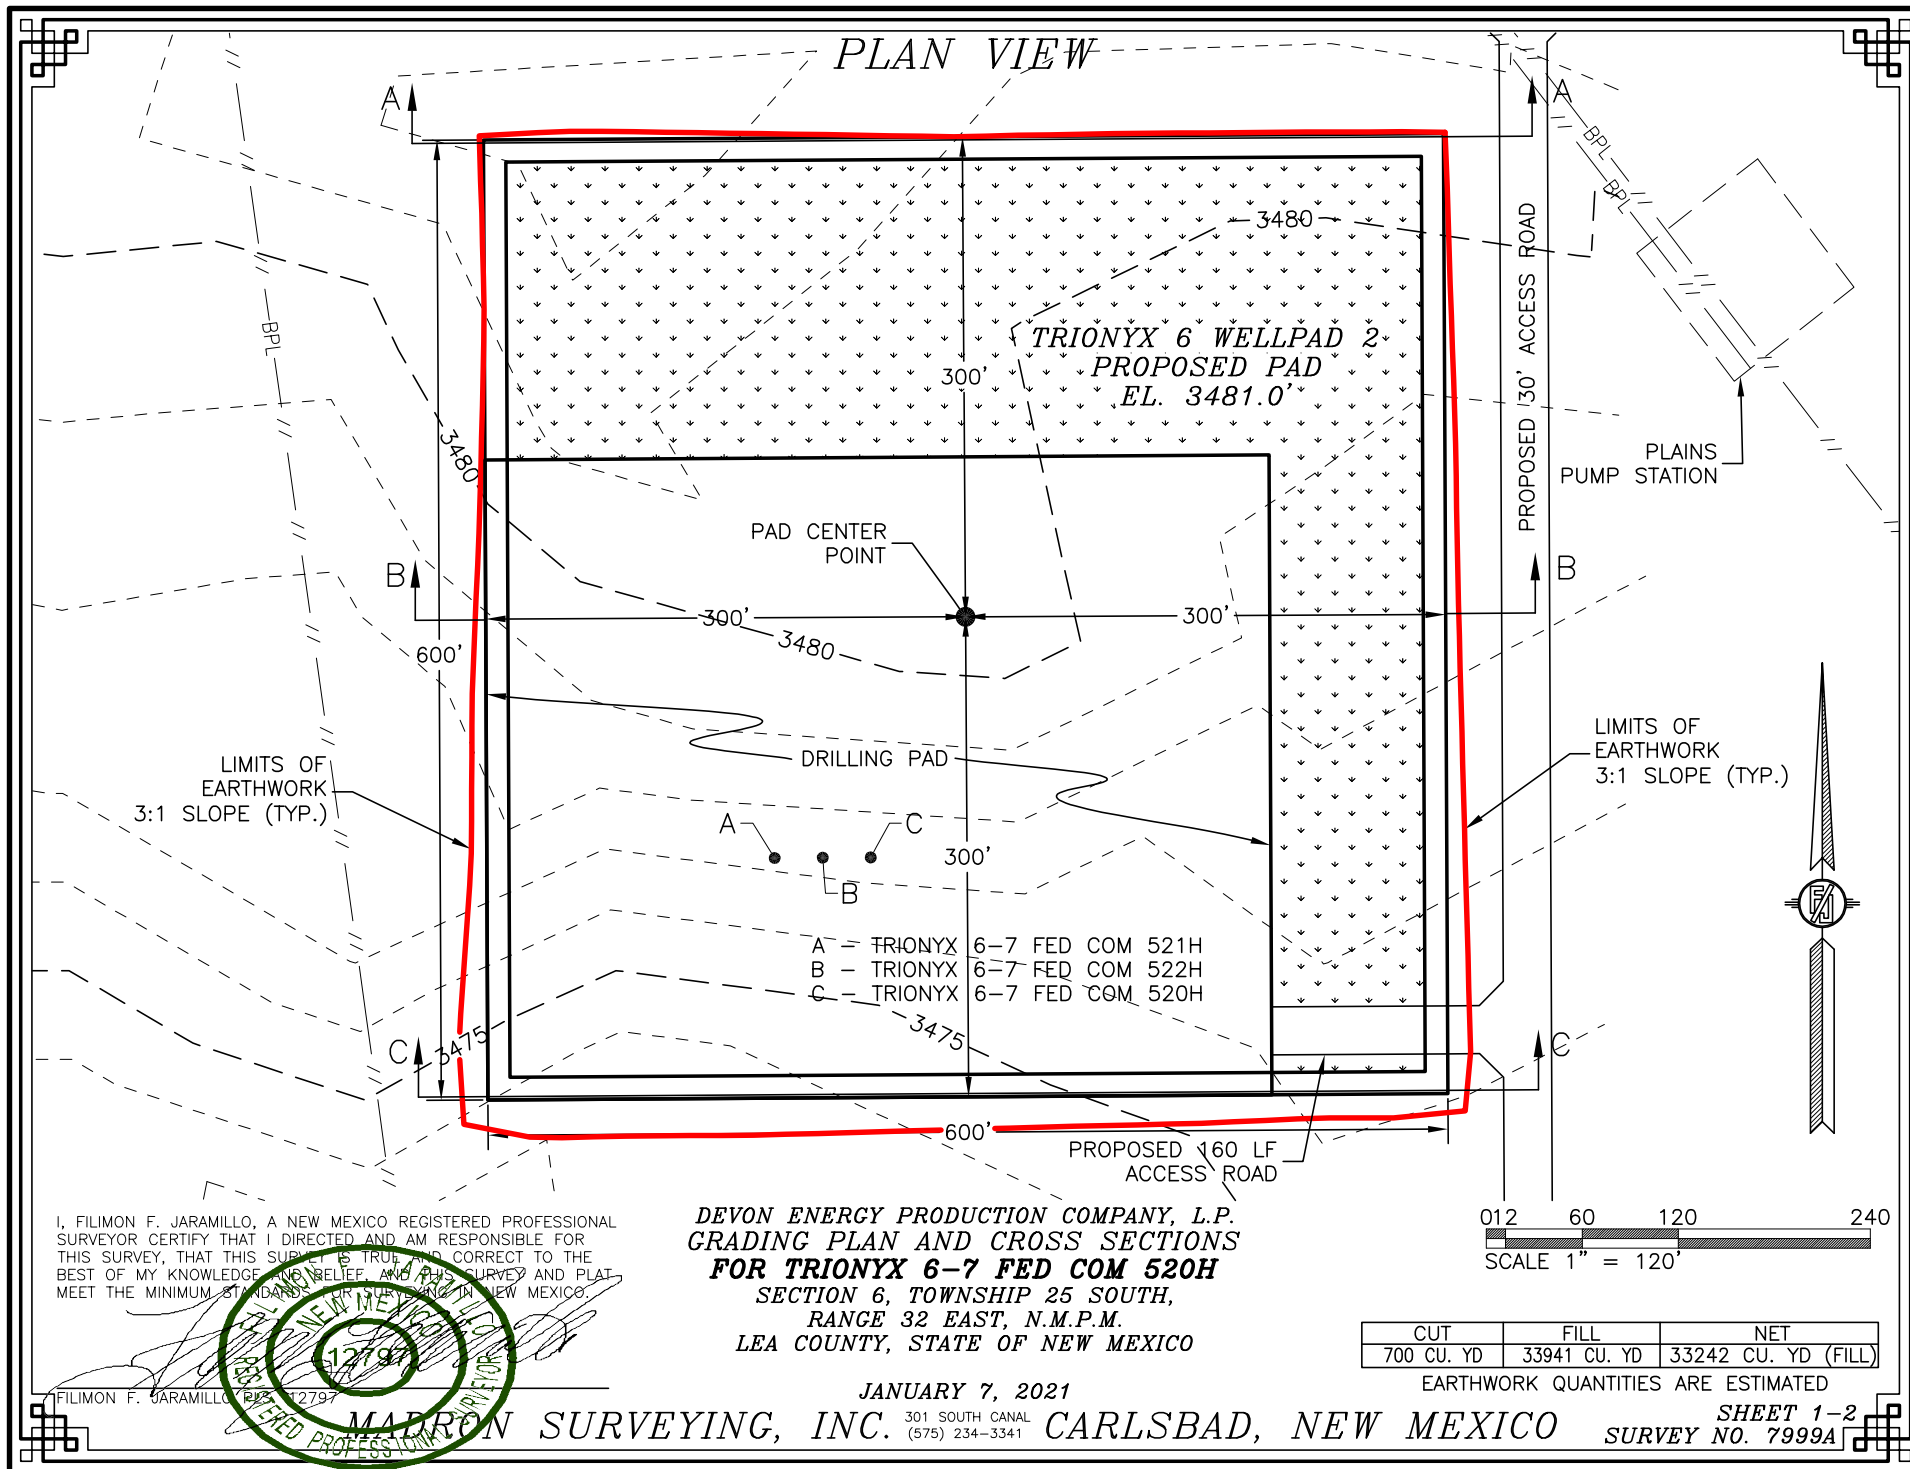 PLAN VIEW
A
A
BPL
BPL
3480
PROPOSED 30' ACCESS ROAD
BPL
TRIONYX 6 WELLPAD 2
PROPOSED PAD
EL. 3481.0'
300'
3480
PLAINS
PUMP STATION
PAD CENTER
POINT
B
B
300'
300'
600'
3480
LIMITS OF
EARTHWORK
3:1 SLOPE (TYP.)
DRILLING PAD
LIMITS OF
EARTHWORK
3:1 SLOPE (TYP.)
A
C
300'
B
A – TRIONYX 6–7 FED COM 521H
B – TRIONYX 6–7 FED COM 522H
C – TRIONYX 6–7 FED COM 520H
3475
3475
C
C
600'
PROPOSED 160 LF
ACCESS ROAD
I, FILIMON F. JARAMILLO, A NEW MEXICO REGISTERED PROFESSIONAL
SURVEYOR CERTIFY THAT I DIRECTED AND AM RESPONSIBLE FOR
THIS SURVEY, THAT THIS SURVEY IS TRUE AND CORRECT TO THE
BEST OF MY KNOWLEDGE AND BELIEF, AND THIS SURVEY AND PLAT
MEET THE MINIMUM STANDARDS FOR SURVEYING IN NEW MEXICO.
FILIMON F. JARAMILLO
NEW MEXICO
12797
REGISTERED PROFESSIONAL SURVEYOR
FILIMON F. JARAMILLO PLS 12797
DEVON ENERGY PRODUCTION COMPANY, L.P.
GRADING PLAN AND CROSS SECTIONS
FOR TRIONYX 6–7 FED COM 520H
SECTION 6, TOWNSHIP 25 SOUTH,
RANGE 32 EAST, N.M.P.M.
LEA COUNTY, STATE OF NEW MEXICO
JANUARY 7, 2021
012 60 120 240
SCALE 1" = 120'
CUT FILL NET
700 CU. YD 33941 CU. YD 33242 CU. YD (FILL)
EARTHWORK QUANTITIES ARE ESTIMATED
MADRON SURVEYING, INC. 301 SOUTH CANAL (575) 234–3341 CARLSBAD, NEW MEXICO
SHEET 1–2
SURVEY NO. 7999A